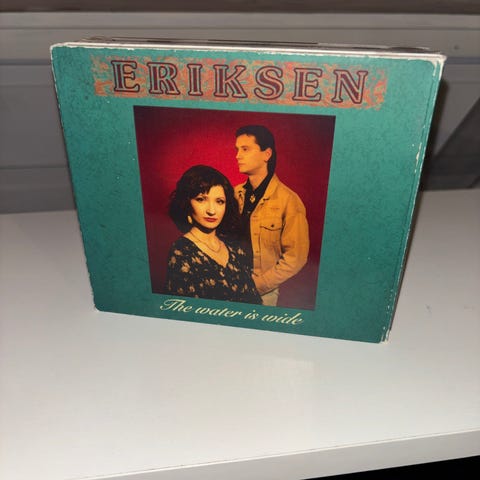 ERIKSEN
The water is wide